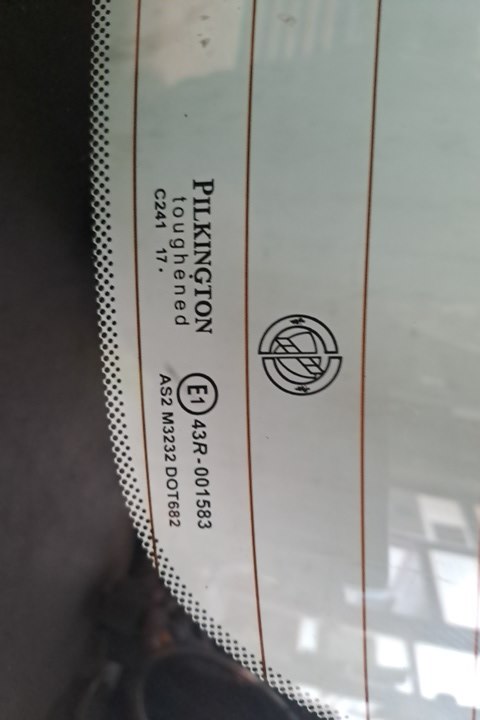 PILKINGTON
toughened
C241 17.
E1 43R-001583
AS2 M3232 DOT682